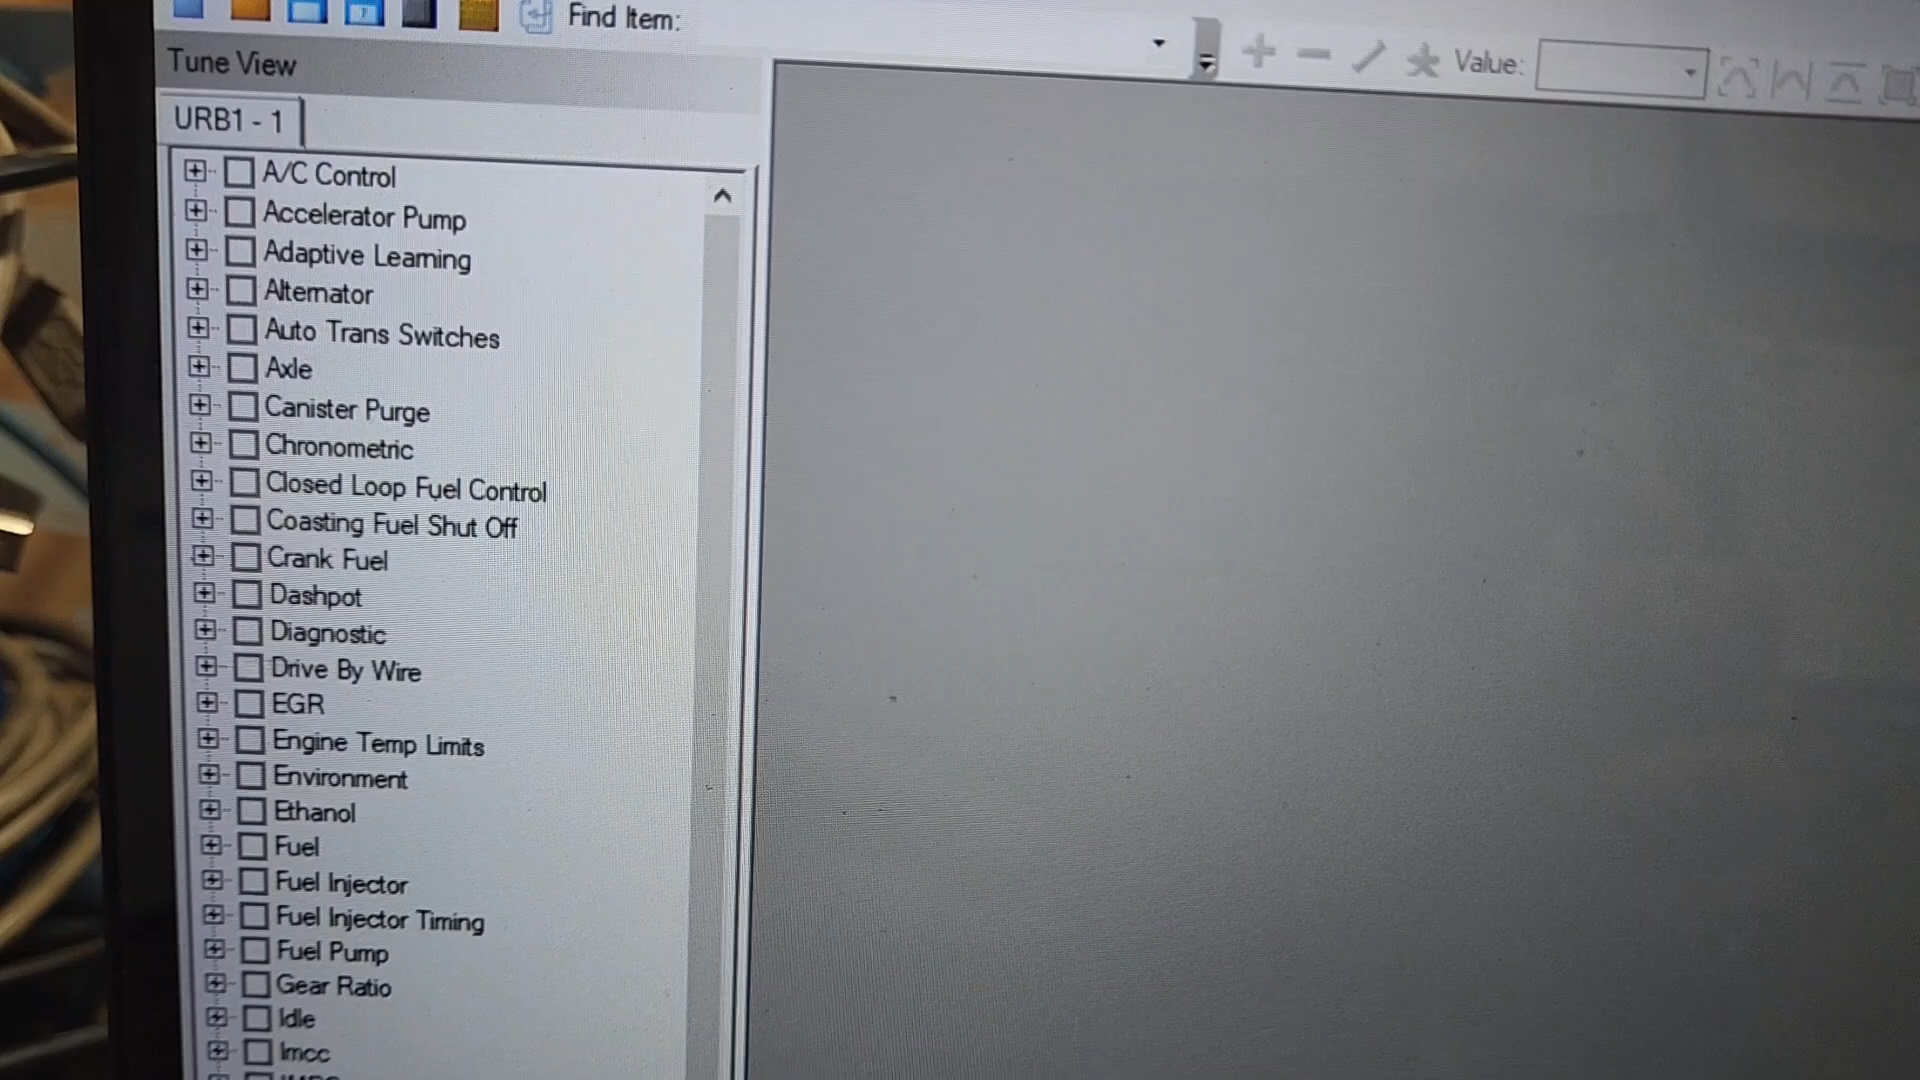 Find Item:
Value:
Tune View
URB1 - 1
A/C Control
Accelerator Pump
Adaptive Learning
Alternator
Auto Trans Switches
Axle
Canister Purge
Chronometric
Closed Loop Fuel Control
Coasting Fuel Shut Off
Crank Fuel
Dashpot
Diagnostic
Drive By Wire
EGR
Engine Temp Limits
Environment
Ethanol
Fuel
Fuel Injector
Fuel Injector Timing
Fuel Pump
Gear Ratio
Idle
Imcc